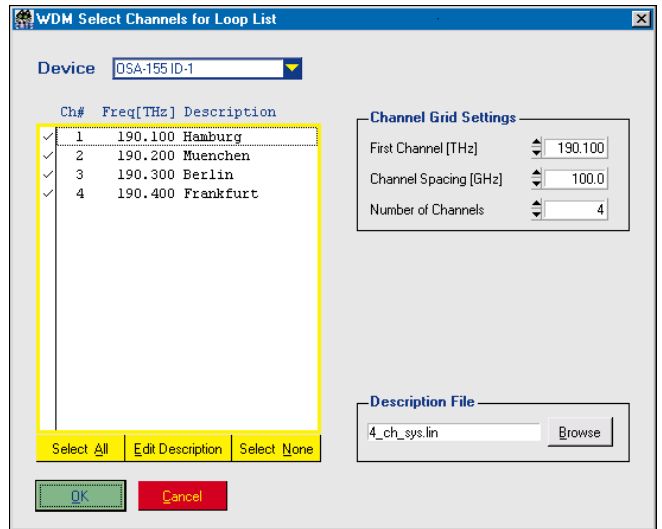 WDM Select Channels for Loop List
Device OSA-155 ID-1
Ch# Freq[THz] Description
1 190.100 Hamburg
2 190.200 Muenchen
3 190.300 Berlin
4 190.400 Frankfurt
Select All Edit Description Select None
OK Cancel
Channel Grid Settings
First Channel [THz] 190.100
Channel Spacing [GHz] 100.0
Number of Channels 4
Description File
4_ch_sys.lin Browse